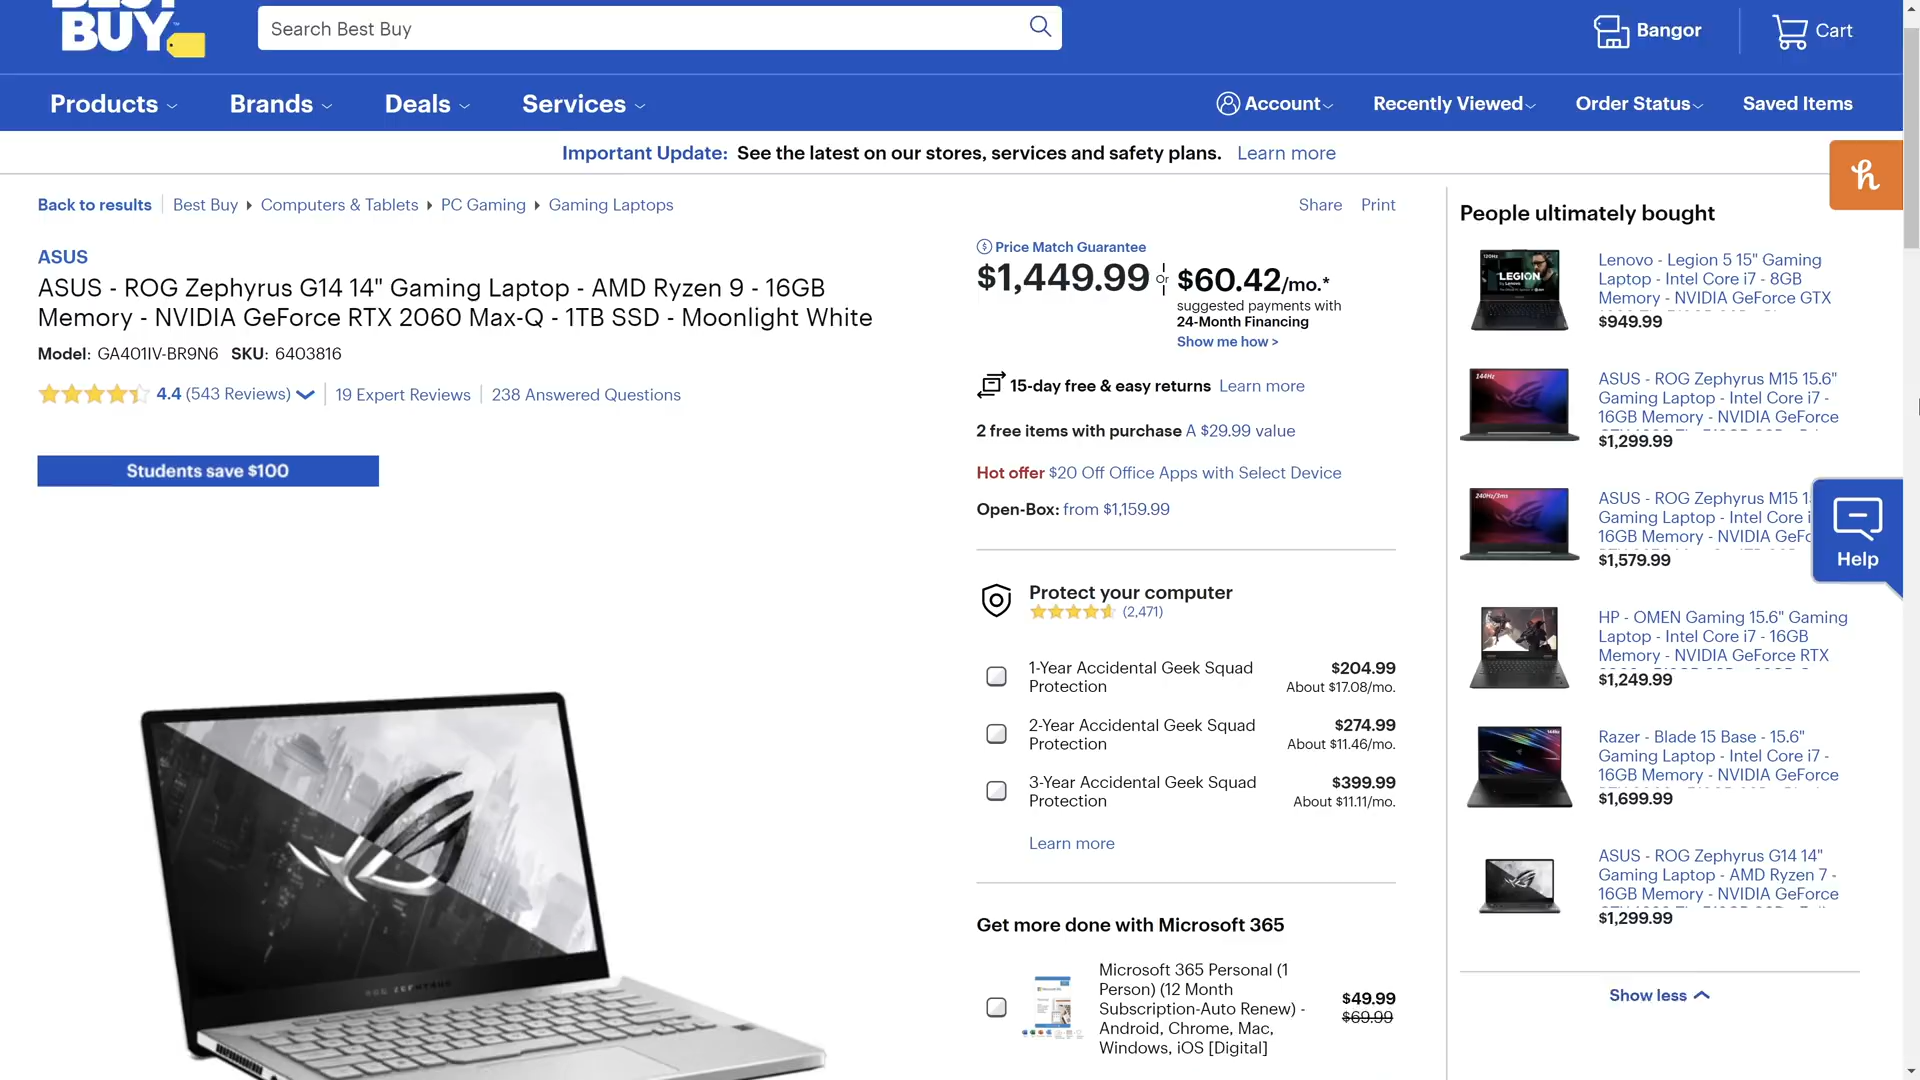 BEST
BUY
Search Best Buy
Bangor
Cart
Products
Brands
Deals
Services
Account
Recently Viewed
Order Status
Saved Items
Important Update: See the latest on our stores, services and safety plans. Learn more
Back to results
Best Buy
Computers & Tablets
PC Gaming
Gaming Laptops
Share
Print
ASUS
ASUS - ROG Zephyrus G14 14" Gaming Laptop - AMD Ryzen 9 - 16GB
Memory - NVIDIA GeForce RTX 2060 Max-Q - 1TB SSD - Moonlight White
Model: GA401IV-BR9N6 SKU: 6403816
4.4 (543 Reviews)
19 Expert Reviews
238 Answered Questions
Students save $100
Price Match Guarantee
$1,449.99
or
$60.42/mo.*
suggested payments with
24-Month Financing
Show me how >
15-day free & easy returns Learn more
2 free items with purchase A $29.99 value
Hot offer $20 Off Office Apps with Select Device
Open-Box: from $1,159.99
Protect your computer
(2,471)
1-Year Accidental Geek Squad
Protection
$204.99
About $17.08/mo.
2-Year Accidental Geek Squad
Protection
$274.99
About $11.46/mo.
3-Year Accidental Geek Squad
Protection
$399.99
About $11.11/mo.
Learn more
Get more done with Microsoft 365
Microsoft 365 Personal (1
Person) (12 Month
Subscription-Auto Renew) -
Android, Chrome, Mac,
Windows, iOS [Digital]
$49.99
$69.99
People ultimately bought
120Hz
LEGION
Lenovo - Legion 5 15" Gaming
Laptop - Intel Core i7 - 8GB
Memory - NVIDIA GeForce GTX
$949.99
144Hz
ASUS - ROG Zephyrus M15 15.6"
Gaming Laptop - Intel Core i7 -
16GB Memory - NVIDIA GeForce
$1,299.99
240Hz/3ms
ASUS - ROG Zephyrus M15
Gaming Laptop - Intel Core
16GB Memory - NVIDIA
$1,579.99
HP - OMEN Gaming 15.6" Gaming
Laptop - Intel Core i7 - 16GB
Memory - NVIDIA GeForce RTX
$1,249.99
Razer - Blade 15 Base - 15.6"
Gaming Laptop - Intel Core i7 -
16GB Memory - NVIDIA GeForce
$1,699.99
ASUS - ROG Zephyrus G14 14"
Gaming Laptop - AMD Ryzen 7 -
16GB Memory - NVIDIA GeForce
$1,299.99
Show less
h
Help
ROG ZEPHYRUS